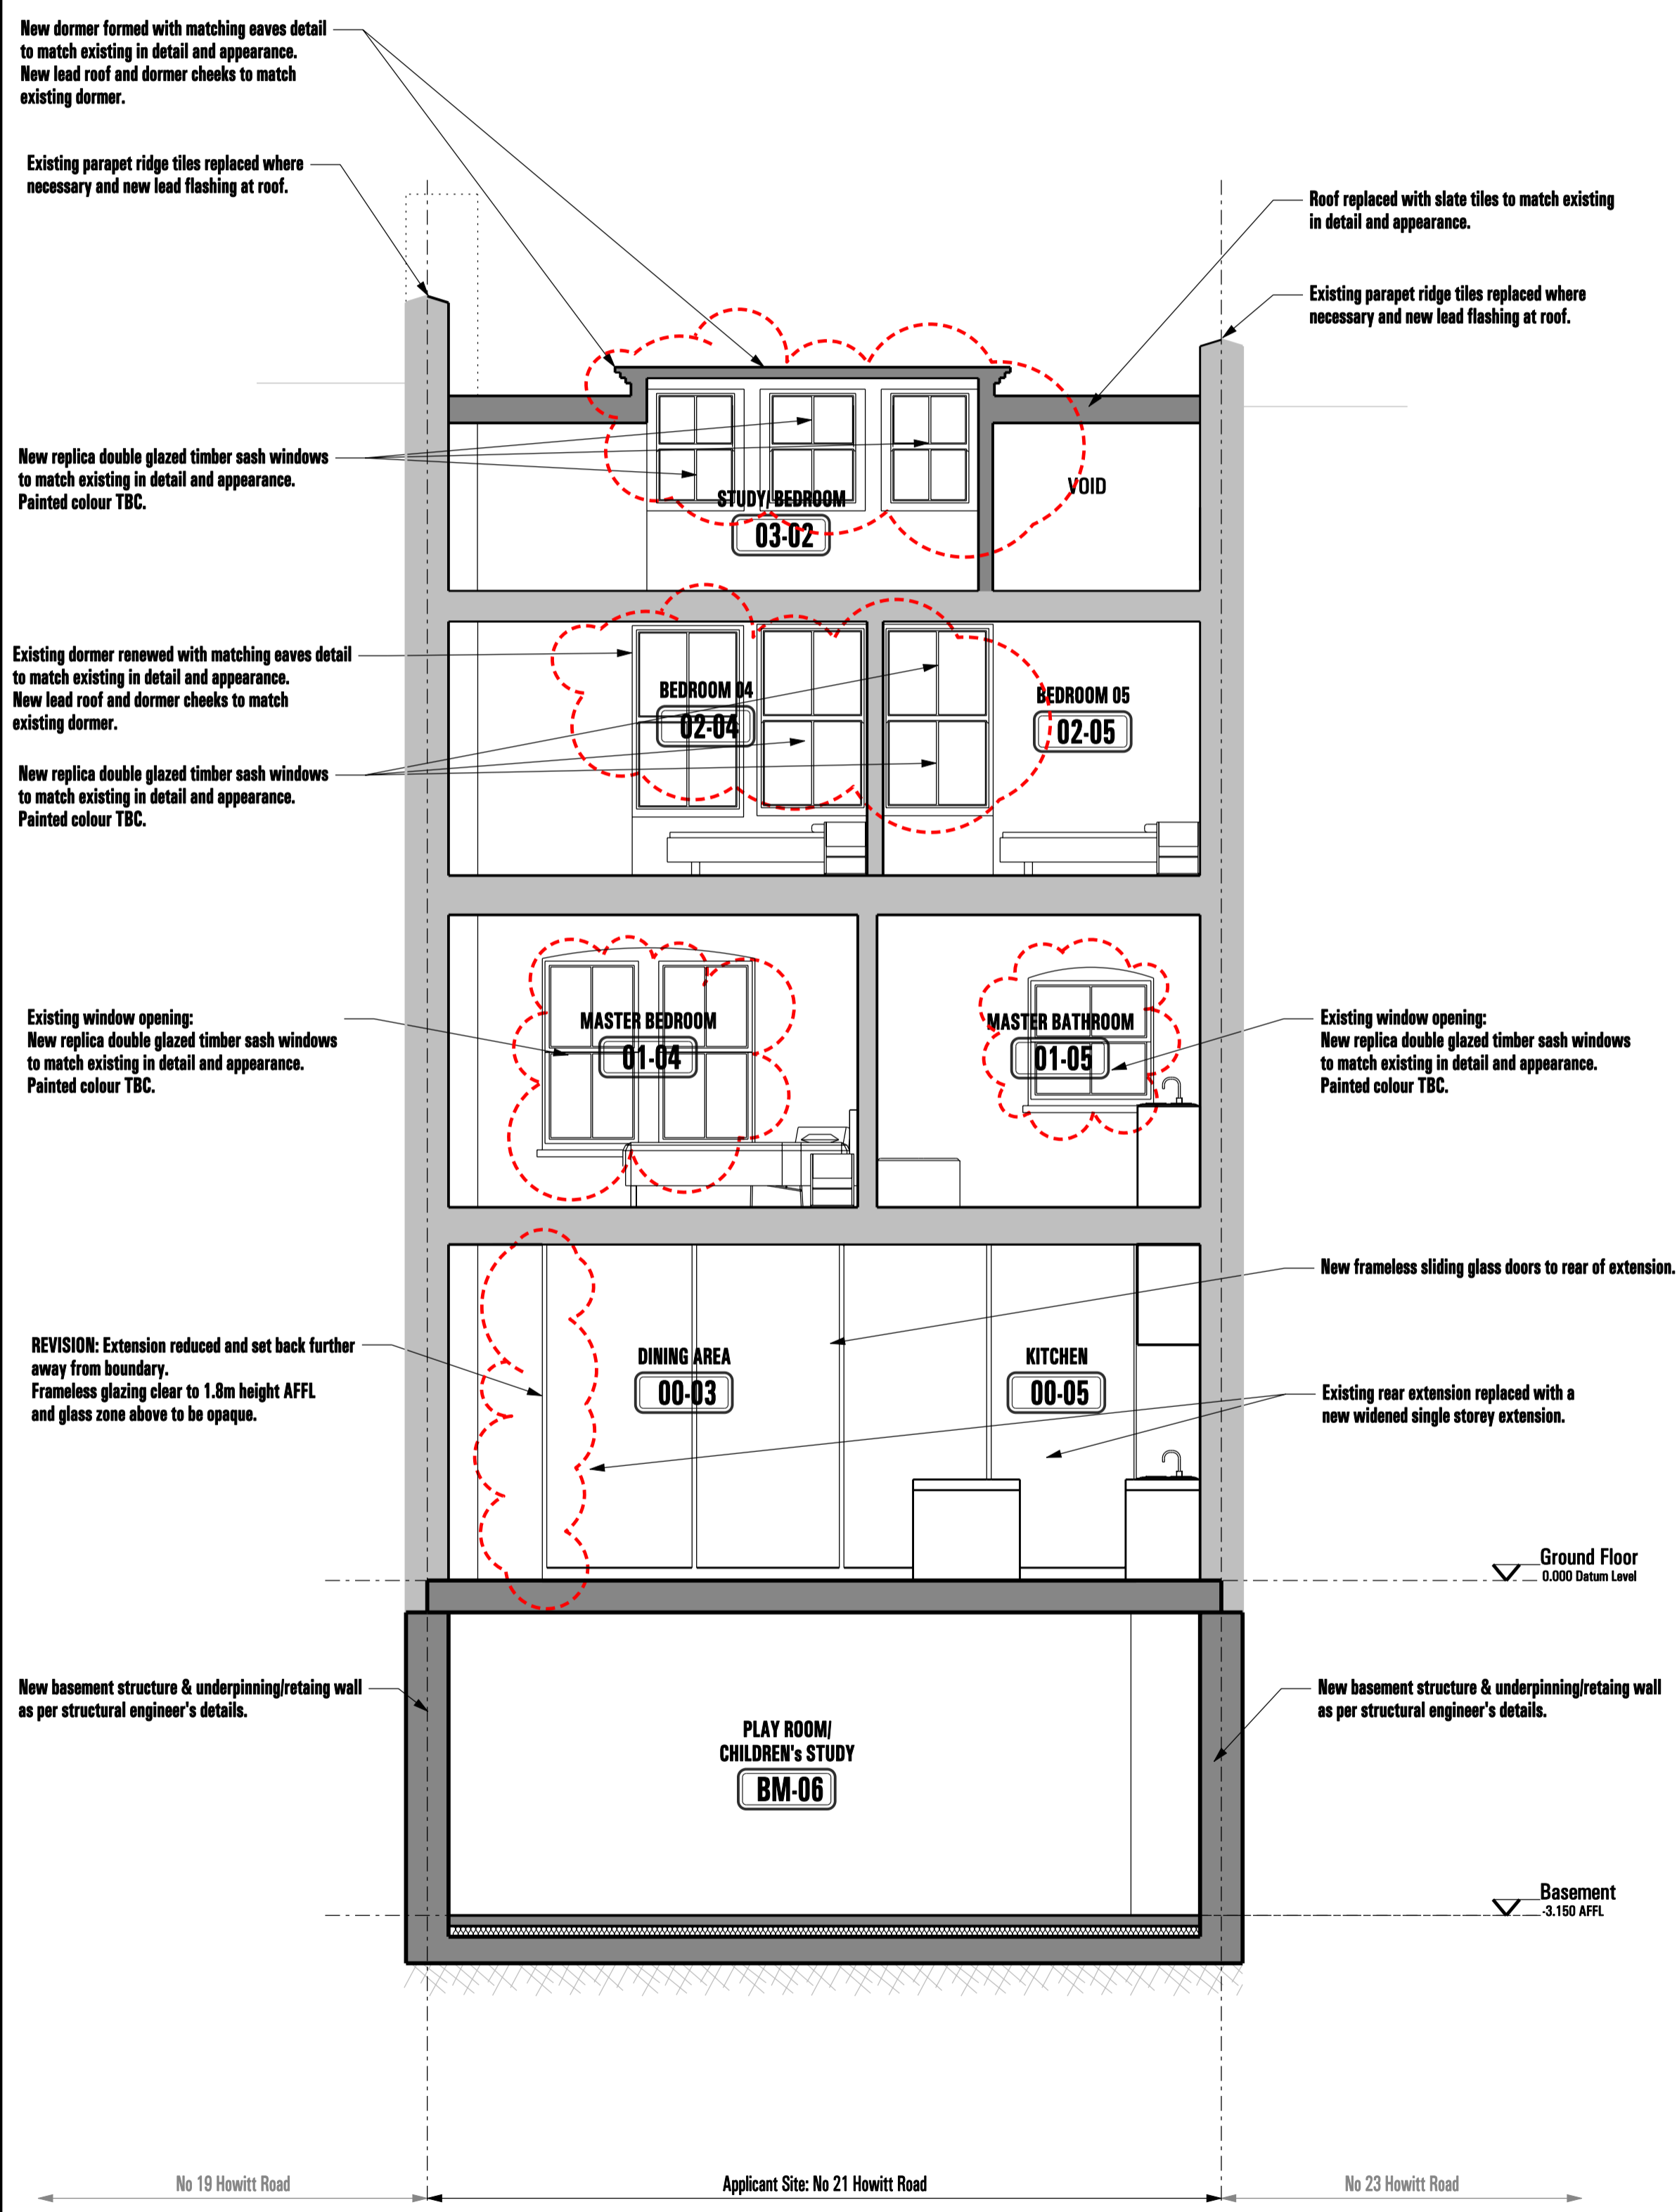 New dormer formed with matching eaves detail
to match existing in detail and appearance.
New lead roof and dormer cheeks to match
existing dormer.
Existing parapet ridge tiles replaced where
necessary and new lead flashing at roof.
Roof replaced with slate tiles to match existing
in detail and appearance.
Existing parapet ridge tiles replaced where
necessary and new lead flashing at roof.
New replica double glazed timber sash windows
to match existing in detail and appearance.
Painted colour TBC.
STUDY/BEDROOM
03-02
VOID
Existing dormer renewed with matching eaves detail
to match existing in detail and appearance.
New lead roof and dormer cheeks to match
existing dormer.
BEDROOM 04
02-04
BEDROOM 05
02-05
New replica double glazed timber sash windows
to match existing in detail and appearance.
Painted colour TBC.
Existing window opening:
New replica double glazed timber sash windows
to match existing in detail and appearance.
Painted colour TBC.
MASTER BEDROOM
01-04
MASTER BATHROOM
01-05
Existing window opening:
New replica double glazed timber sash windows
to match existing in detail and appearance.
Painted colour TBC.
New frameless sliding glass doors to rear of extension.
REVISION: Extension reduced and set back further
away from boundary.
Frameless glazing clear to 1.8m height AFFL
and glass zone above to be opaque.
DINING AREA
00-03
KITCHEN
00-05
Existing rear extension replaced with a
new widened single storey extension.
Ground Floor
0.000 Datum Level
New basement structure & underpinning/retaing wall
as per structural engineer's details.
New basement structure & underpinning/retaing wall
as per structural engineer's details.
PLAY ROOM/
CHILDREN's STUDY
BM-06
Basement
-3.150 AFFL
No 19 Howitt Road
Applicant Site: No 21 Howitt Road
No 23 Howitt Road